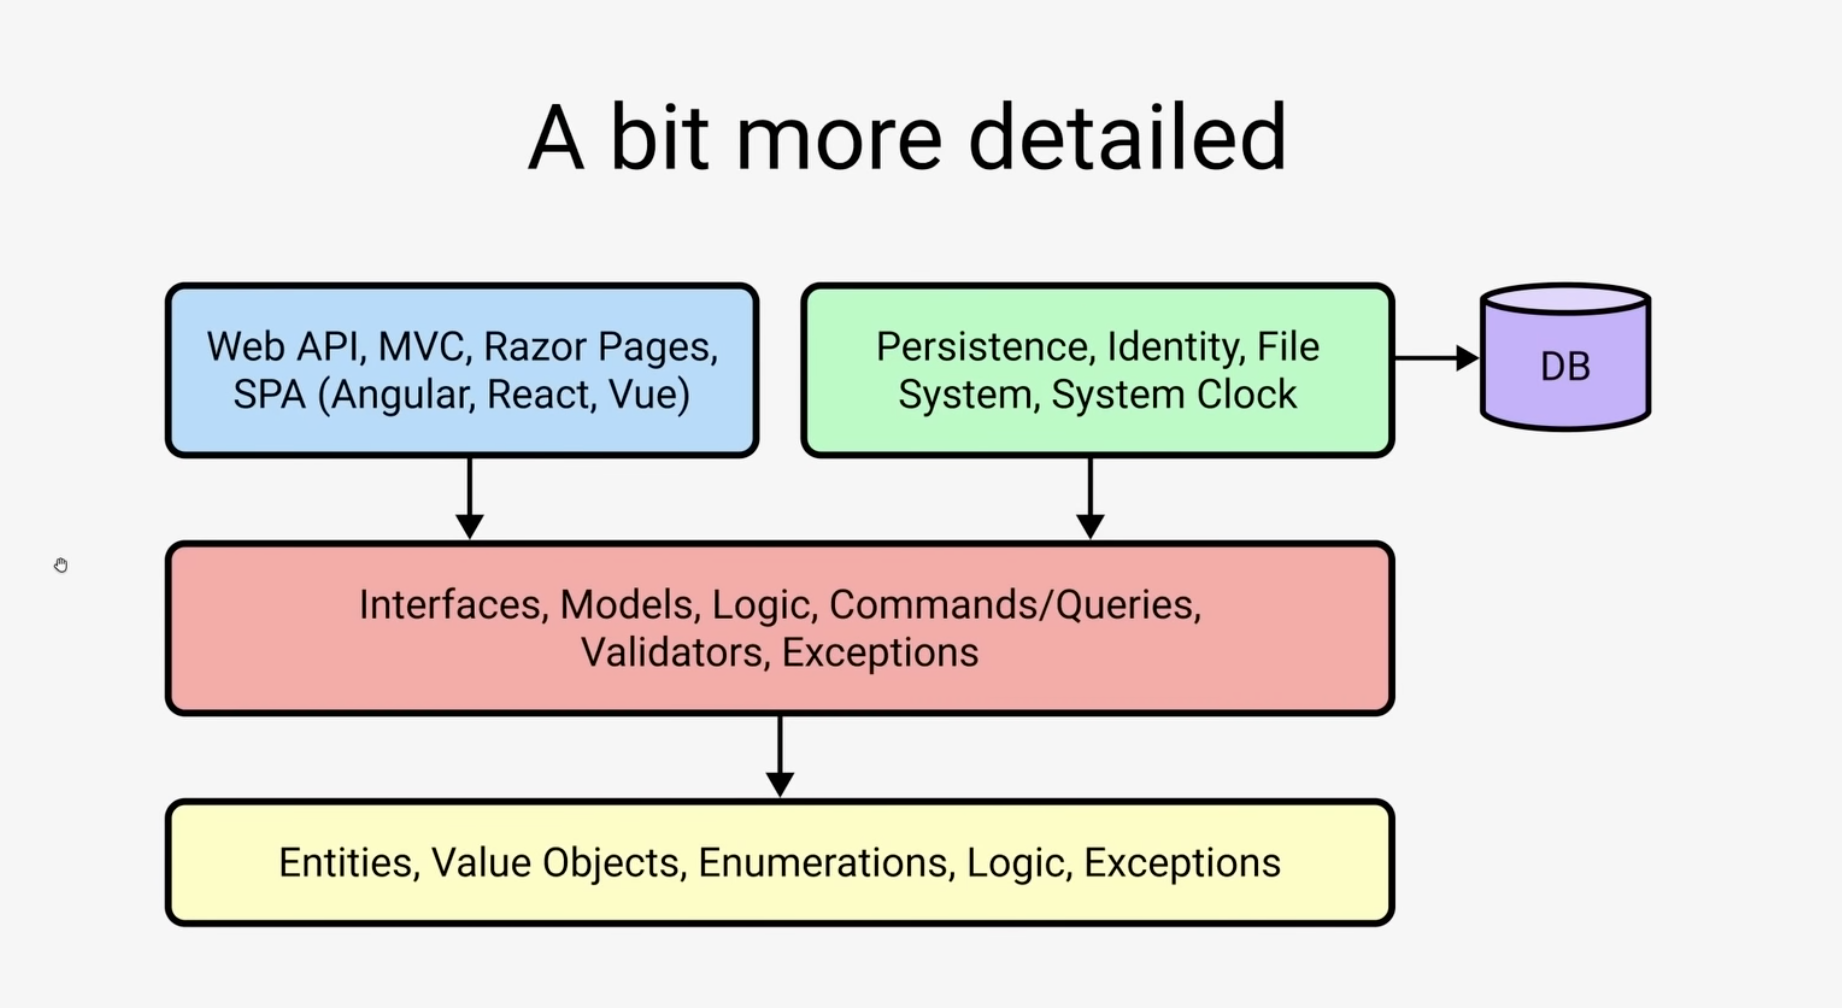 A bit more detailed
Web API, MVC, Razor Pages,
SPA (Angular, React, Vue)
Persistence, Identity, File
System, System Clock
DB
Interfaces, Models, Logic, Commands/Queries,
Validators, Exceptions
Entities, Value Objects, Enumerations, Logic, Exceptions